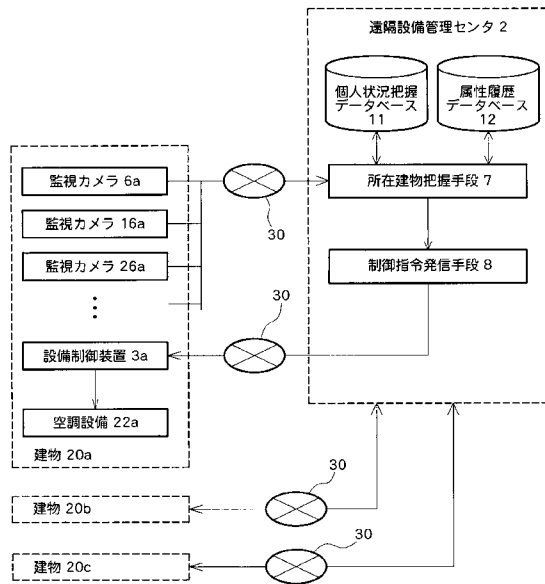 遠隔設備管理センタ 2
個人状況把握
データベース
11
属性履歴
データベース
12
監視カメラ 6a
監視カメラ 16a
監視カメラ 26a
所在建物把握手段 7
30
制御指令発信手段 8
30
設備制御装置 3a
空調設備 22a
建物 20a
30
建物 20b
30
建物 20c